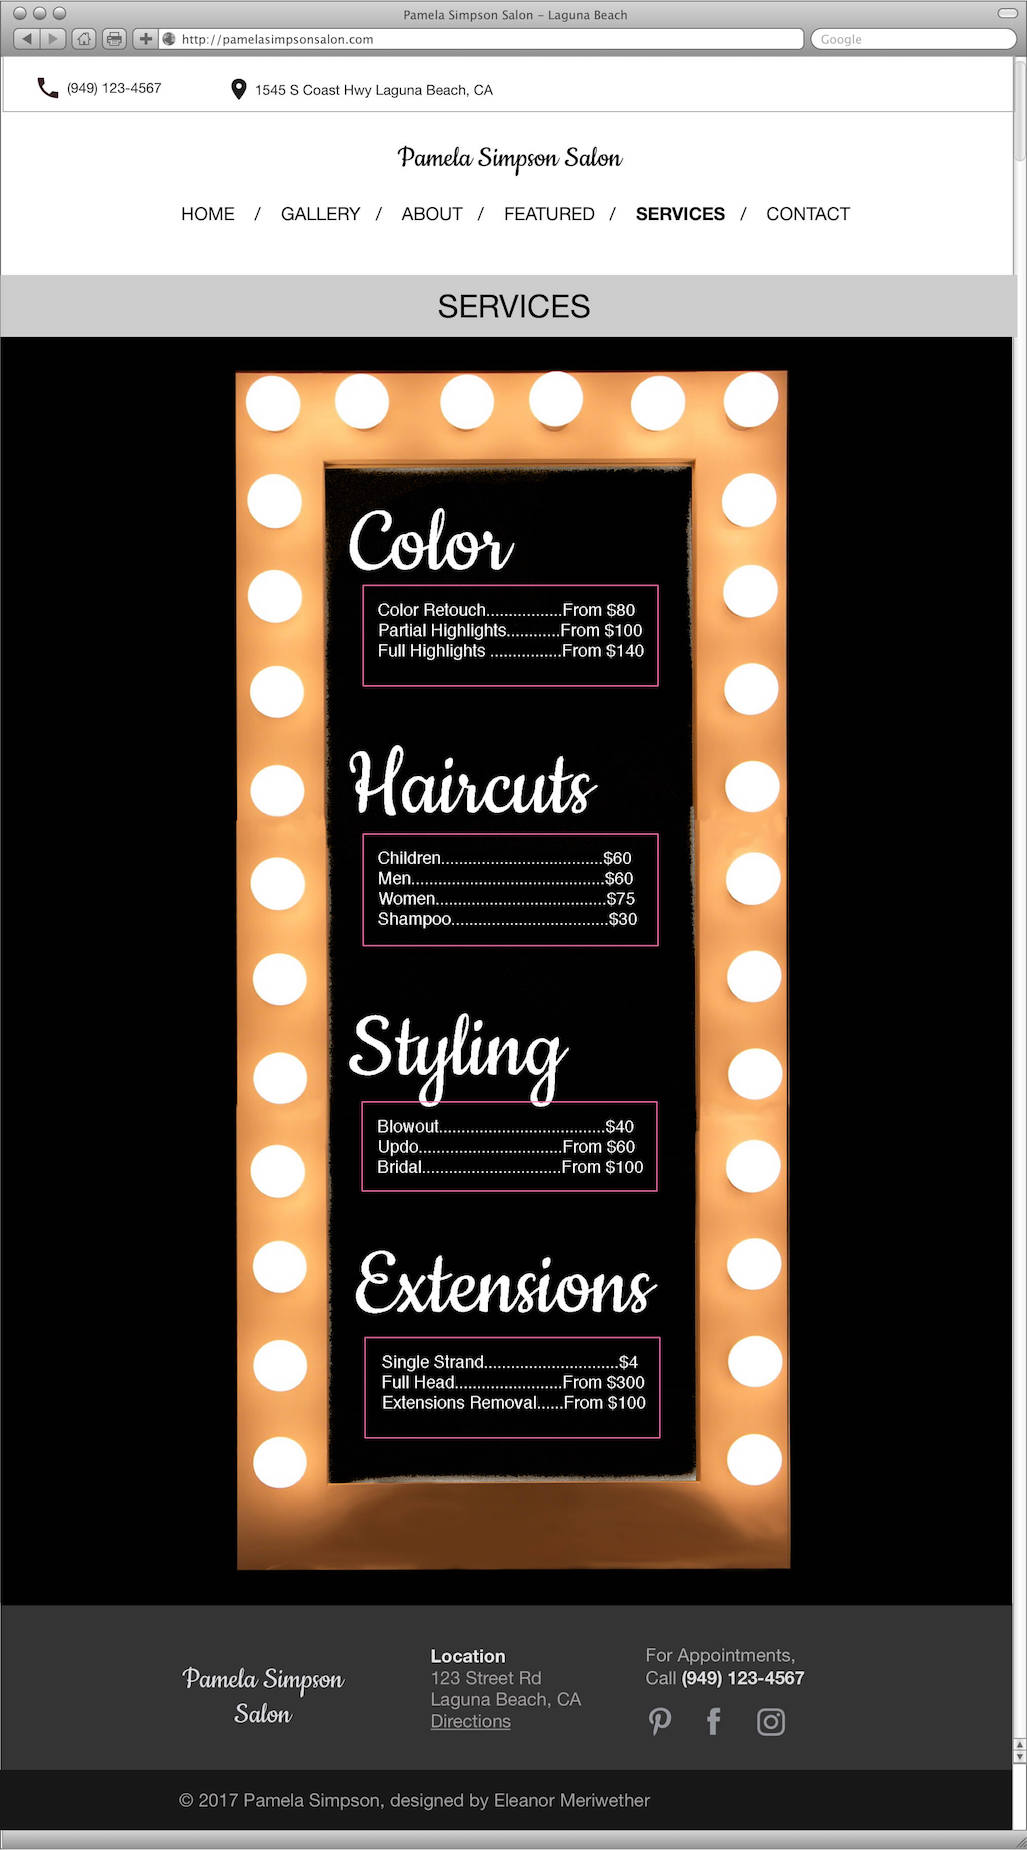 Pamela Simpson Salon – Laguna Beach
http://pamelasimpsonsalon.com
Google
(949) 123-4567
1545 S Coast Hwy Laguna Beach, CA
Pamela Simpson Salon
HOME / GALLERY / ABOUT / FEATURED / SERVICES / CONTACT
SERVICES
Color
Color Retouch.................From $80
Partial Highlights............From $100
Full Highlights ................From $140
Haircuts
Children....................................$60
Men...........................................$60
Women......................................$75
Shampoo...................................$30
Styling
Blowout.....................................$40
Updo................................From $60
Bridal...............................From $100
Extensions
Single Strand..............................$4
Full Head........................From $300
Extensions Removal......From $100
Pamela Simpson
Salon
Location
123 Street Rd
Laguna Beach, CA
Directions
For Appointments,
Call (949) 123-4567
© 2017 Pamela Simpson, designed by Eleanor Meriwether